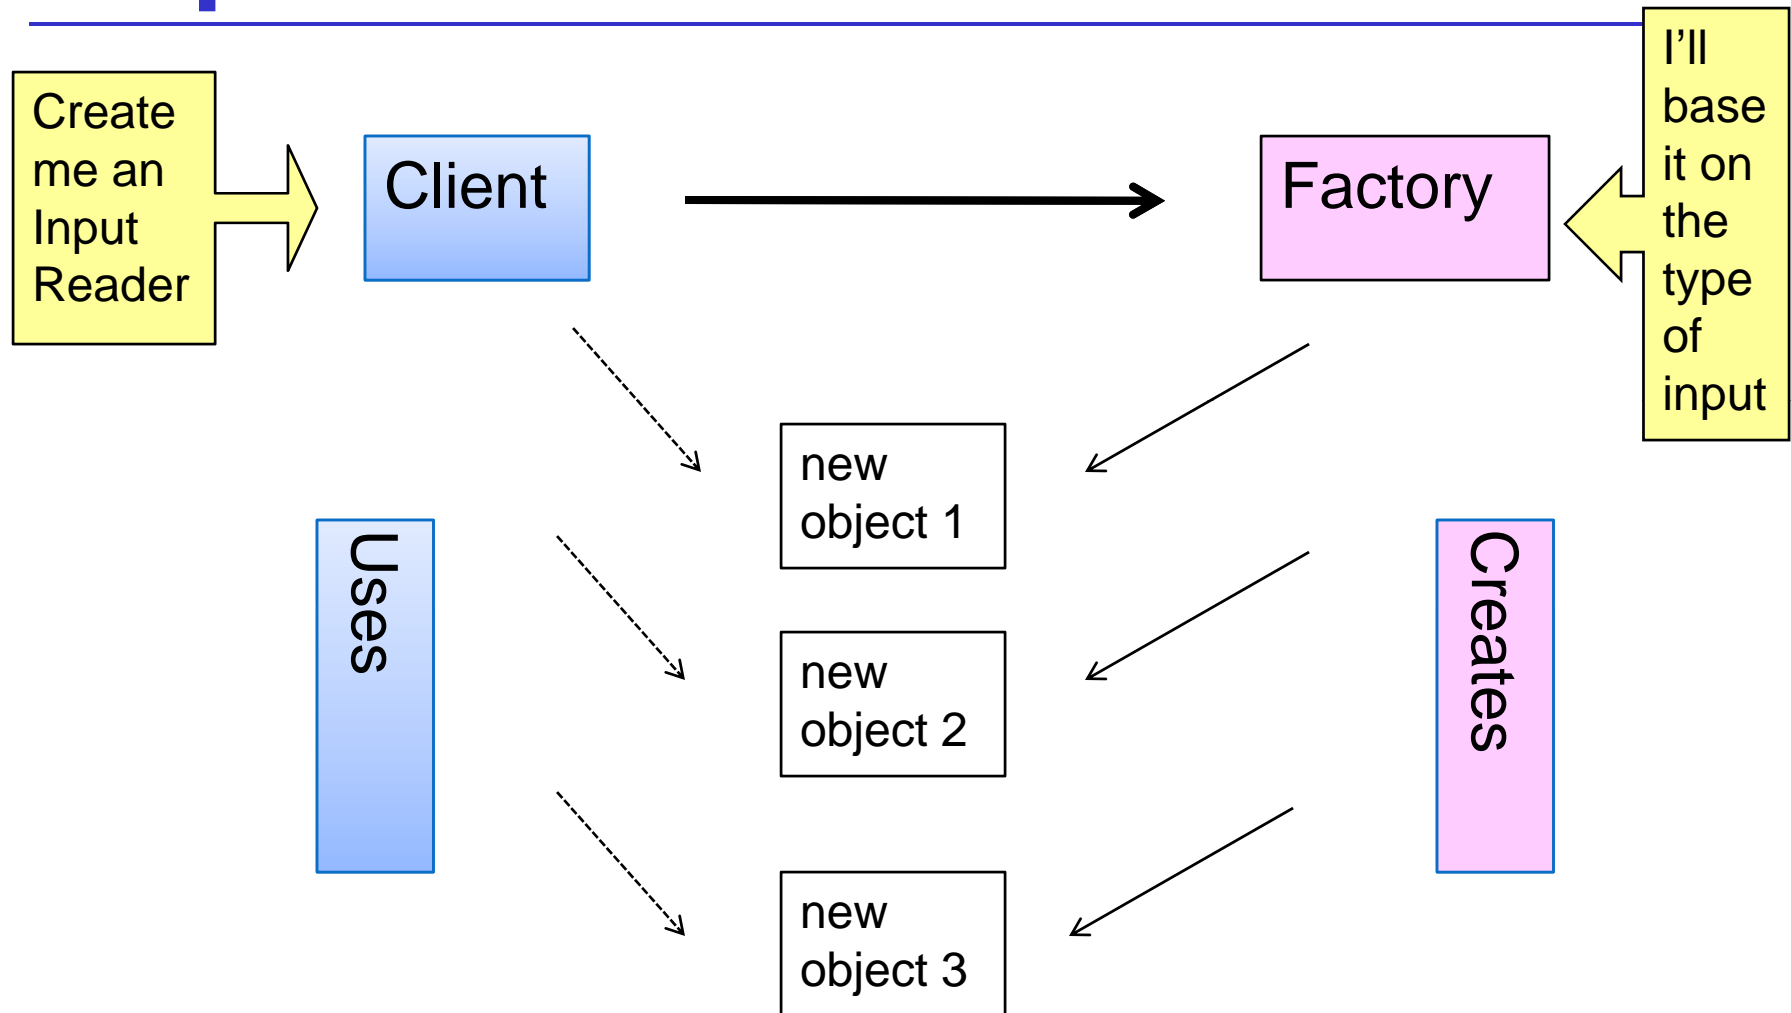 Create
me an
Input
Reader
Client
Factory
I'll
base
it on
the
type
of
input
new
object 1
Uses
Creates
new
object 2
new
object 3